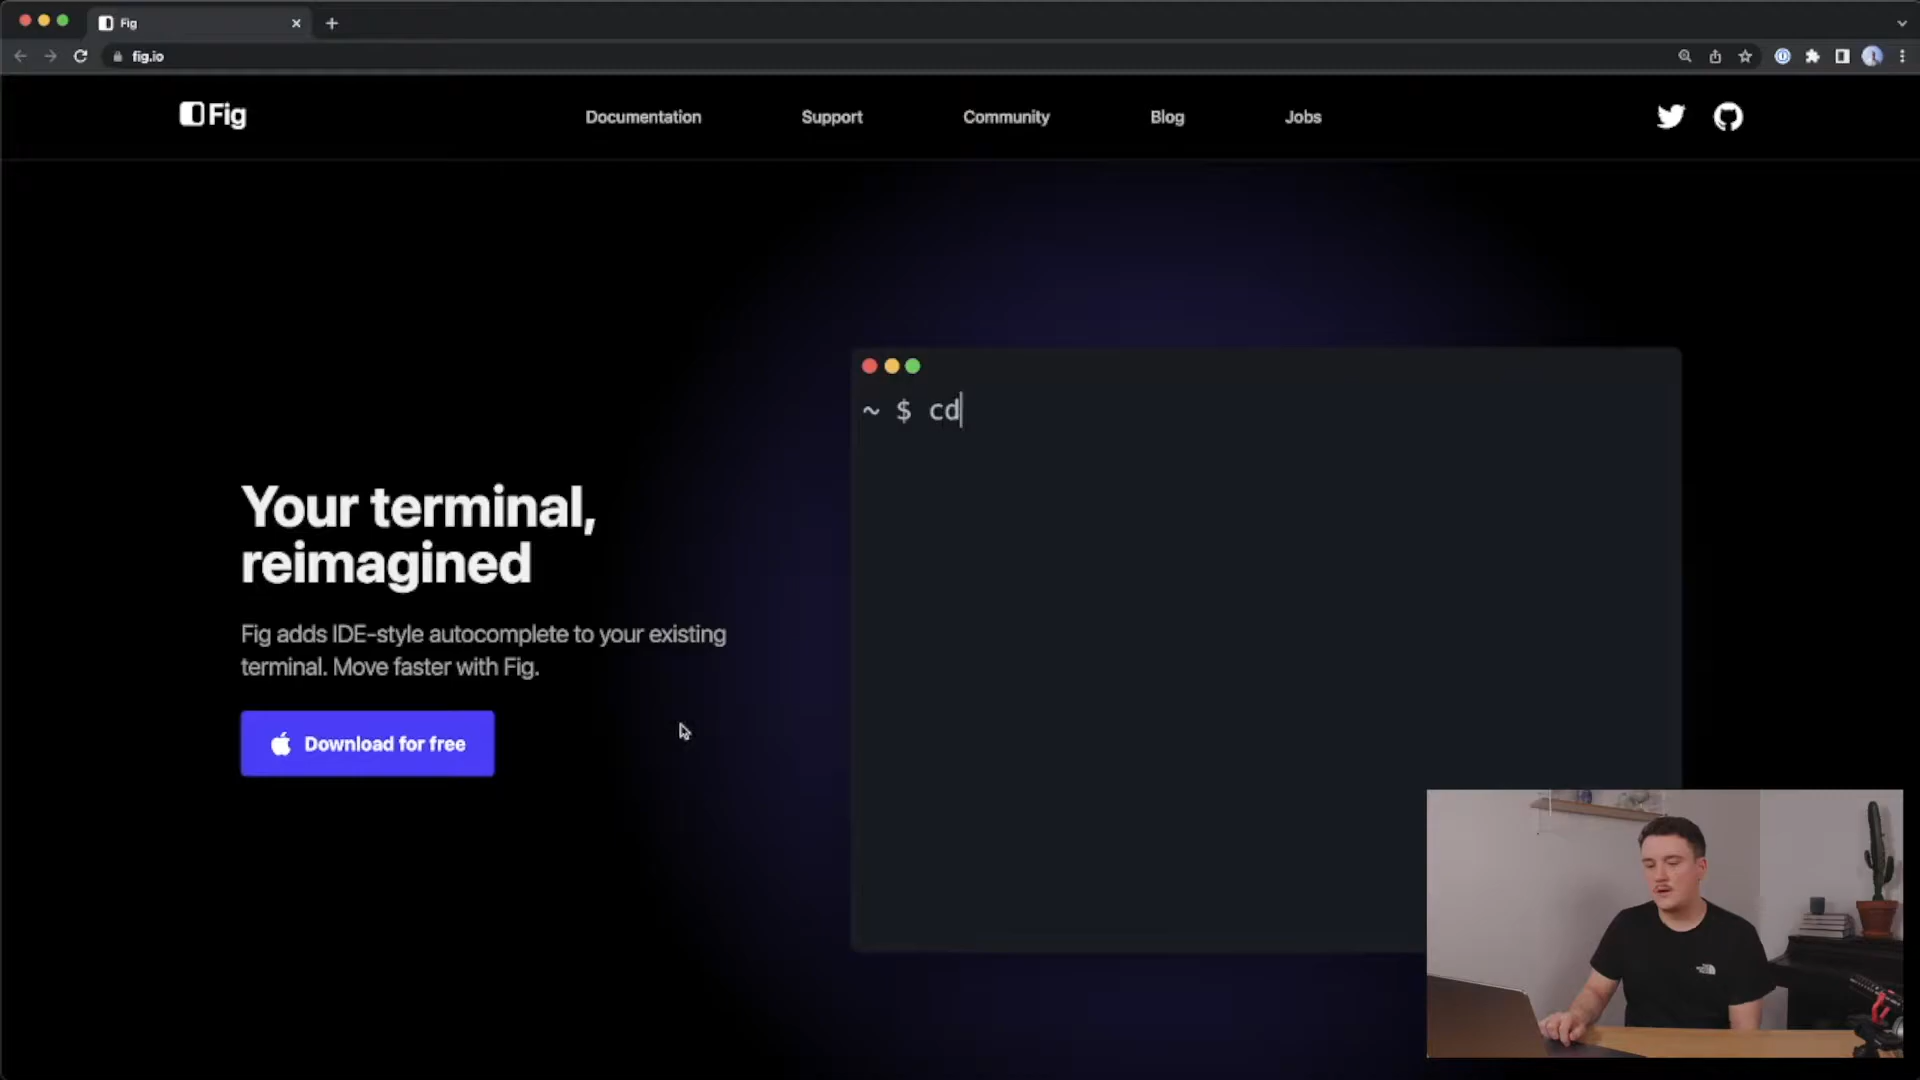 Fig
fig.io
Fig
Documentation
Support
Community
Blog
Jobs
~ $ cd
Your terminal,
reimagined
Fig adds IDE-style autocomplete to your existing
terminal. Move faster with Fig.
Download for free